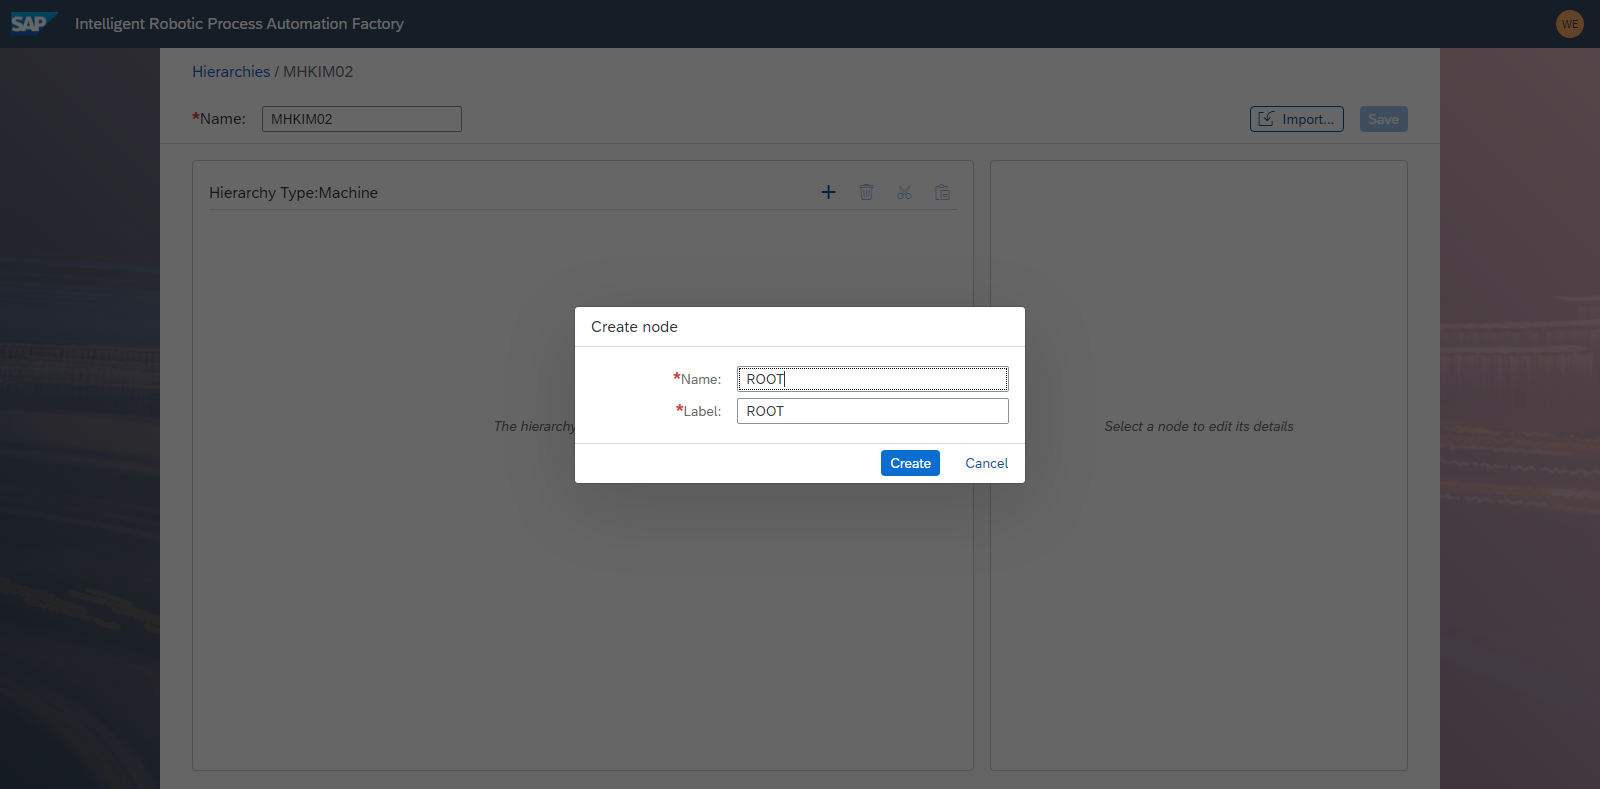 SAP Intelligent Robotic Process Automation Factory WE
Hierarchies / MHKIM02
*Name: MHKIM02 Import... Save
Hierarchy Type:Machine
Create node
*Name: ROOT
*Label: ROOT
The hierarchy
Select a node to edit its details
Create Cancel